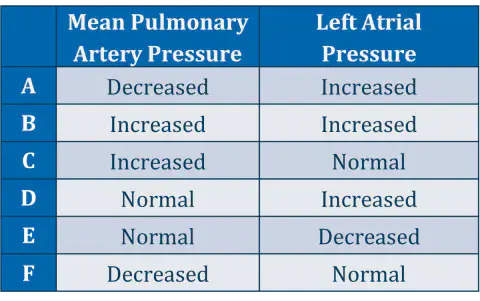 Mean Pulmonary Artery Pressure Left Atrial Pressure
A Decreased Increased
B Increased Increased
C Increased Normal
D Normal Increased
E Normal Decreased
F Decreased Normal